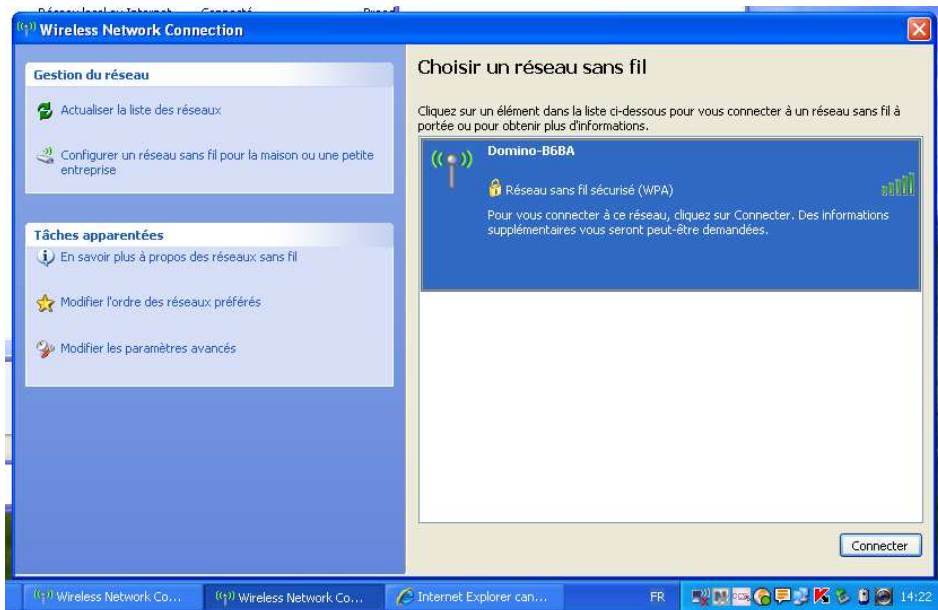 Wireless Network Connection
Gestion du réseau
Actualiser la liste des réseaux
Configurer un réseau sans fil pour la maison ou une petite
entreprise
Tâches apparentées
En savoir plus à propos des réseaux sans fil
Modifier l'ordre des réseaux préférés
Modifier les paramètres avancés
Choisir un réseau sans fil
Cliquez sur un élément dans la liste ci-dessous pour vous connecter à un réseau sans fil à
portée ou pour obtenir plus d'informations.
Domino-B6BA
Réseau sans fil sécurisé (WPA)
Pour vous connecter à ce réseau, cliquez sur Connecter. Des informations
supplémentaires vous seront peut-être demandées.
Connecter
Wireless Network Co...
Wireless Network Co...
Internet Explorer can...
FR
14:22